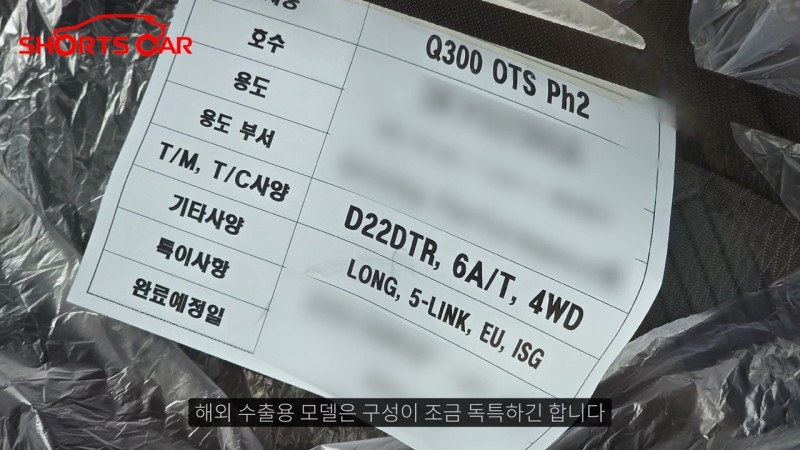 SHORTS CAR
호수
Q300 OTS Ph2
용도
용도 부서
T/M, T/C사양
D22DTR, 6A/T, 4WD
기타사양
LONG, 5-LINK, EU, ISG
특이사항
완료예정일
해외 수출용 모델은 구성이 조금 독특하긴 합니다